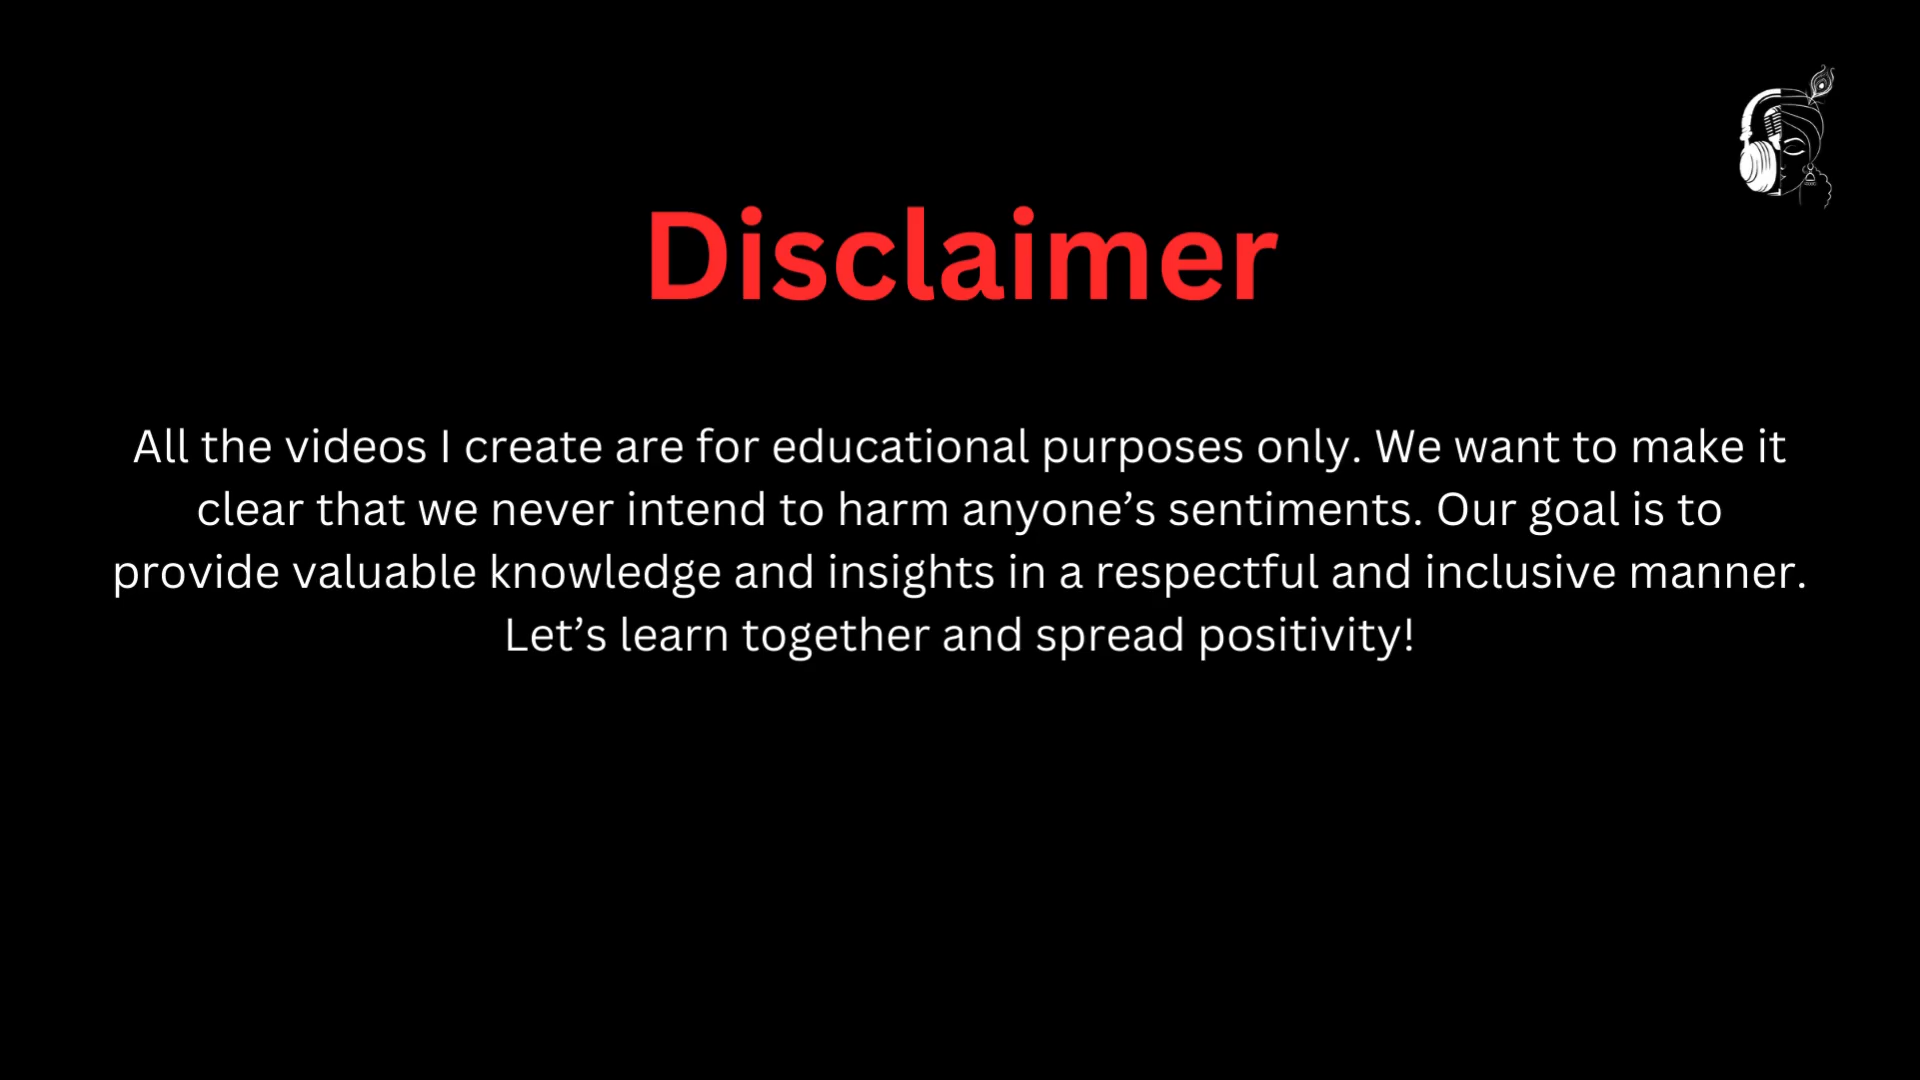 Disclaimer
All the videos I create are for educational purposes only. We want to make it
clear that we never intend to harm anyone’s sentiments. Our goal is to
provide valuable knowledge and insights in a respectful and inclusive manner.
Let’s learn together and spread positivity!